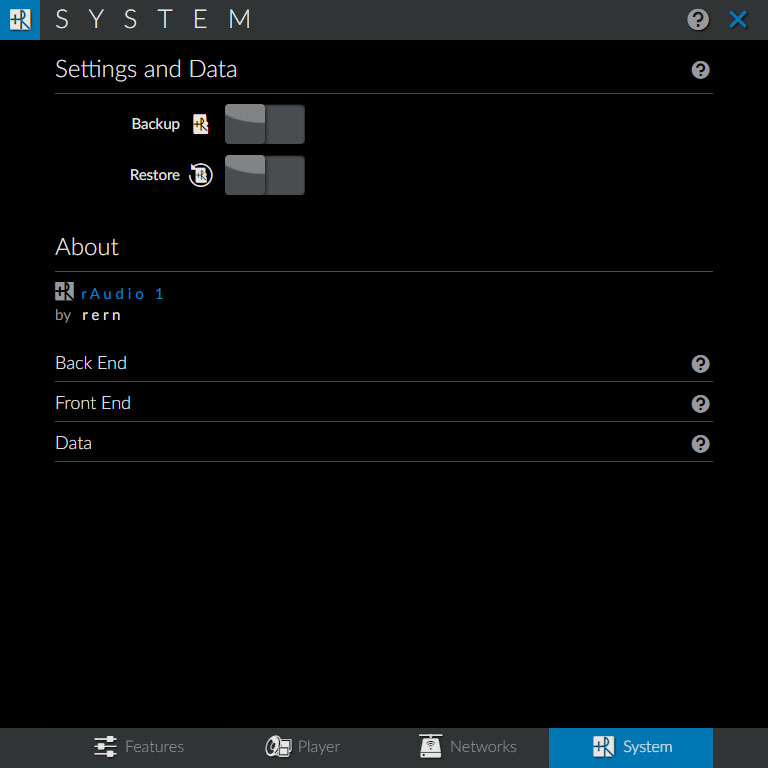 SYSTEM
Settings and Data
Backup
Restore
About
rAudio 1
by rern
Back End
Front End
Data
Features Player Networks System